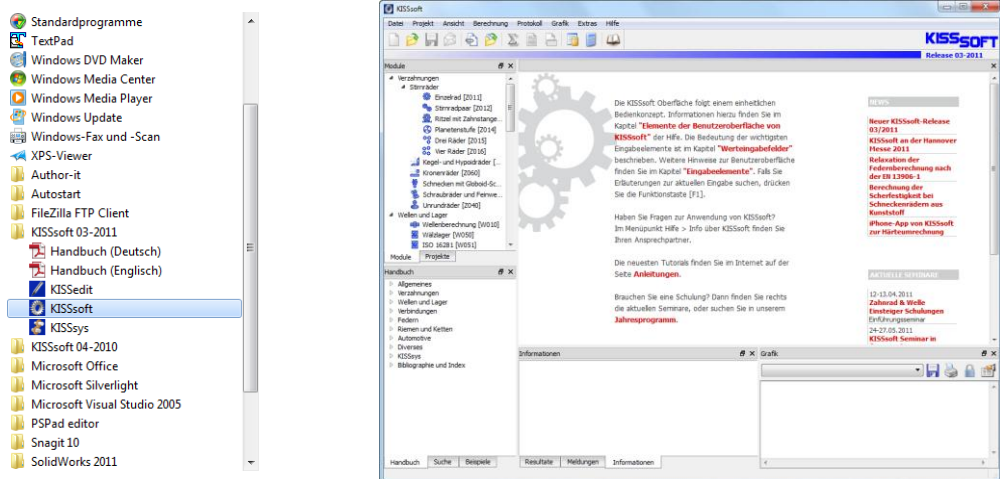 Standardprogramme
TextPad
Windows DVD Maker
Windows Media Center
Windows Media Player
Windows Update
Windows-Fax und -Scan
XPS-Viewer
Author-it
Autostart
FileZilla FTP Client
KISSsoft 03-2011
Handbuch (Deutsch)
Handbuch (Englisch)
KISSedit
KISSsoft
KISSsys
KISSsoft 04-2010
Microsoft Office
Microsoft Silverlight
Microsoft Visual Studio 2005
PSPad editor
Snagit 10
SolidWorks 2011
KISSsoft
Datei Projekt Ansicht Berechnung Protokoll Grafik Extras Hilfe
KISSSOFT
Release 03-2011
Module
Verzahnungen
Stirnräder
Einzelrad [Z011]
Stirnradpaar [Z012]
Ritzel mit Zahnstange...
Planetenstufe [Z014]
Drei Räder [Z015]
Vier Räder [Z016]
Kegel- und Hypoidräder [...
Kronenräder [Z060]
Schnecken mit Globoid-Sc...
Schraubräder und Feinwe...
Unrundräder [Z040]
Wellen und Lager
Wellenberechnung [W010]
Wälzlager [W050]
ISO 16281 [W051]
Module Projekte
Handbuch
Allgemeines
Verzahnungen
Wellen und Lager
Verbindungen
Federn
Riemen und Ketten
Automotive
Diverses
KISSsys
Bibliographie und Index
Handbuch Suche Beispiele
Die KISSsoft Oberfläche folgt einem einheitlichen
Bedienkonzept. Informationen hierzu finden Sie im
Kapitel "Elemente der Benutzeroberfläche von
KISSsoft" der Hilfe. Die Bedeutung der wichtigsten
Eingabeelemente ist im Kapitel "Werteingabefelder"
beschrieben. Weitere Hinweise zur Benutzeroberfläche
finden Sie im Kapitel "Eingabeelemente". Falls Sie
Erläuterungen zur aktuellen Eingabe suchen, drücken
Sie die Funktionstaste [F1].
Haben Sie Fragen zur Anwendung von KISSsoft?
Im Menüpunkt Hilfe > Info über KISSsoft finden Sie
Ihren Ansprechpartner.
Die neuesten Tutorials finden Sie im Internet auf der
Seite Anleitungen.
Brauchen Sie eine Schulung? Dann finden Sie rechts
die aktuellen Seminare, oder suchen Sie in unserem
Jahresprogramm.
NEWS
Neuer KISSsoft-Release
03/2011
KISSsoft an der Hannover
Messe 2011
Relaxation der
Federnberechnung nach
der EN 13906-1
Berechnung der
Scherfestigkeit bei
Schneckenrädern aus
Kunststoff
iPhone-App von KISSsoft
zur Härteumrechnung
AKTUELLE SEMINARE
12-13.04.2011
Zahnrad & Welle
Einsteiger Schulungen
Einführungsseminar
24-27.05.2011
KISSsoft Seminar in
Informationen
Resultate Meldungen Informationen
Grafik